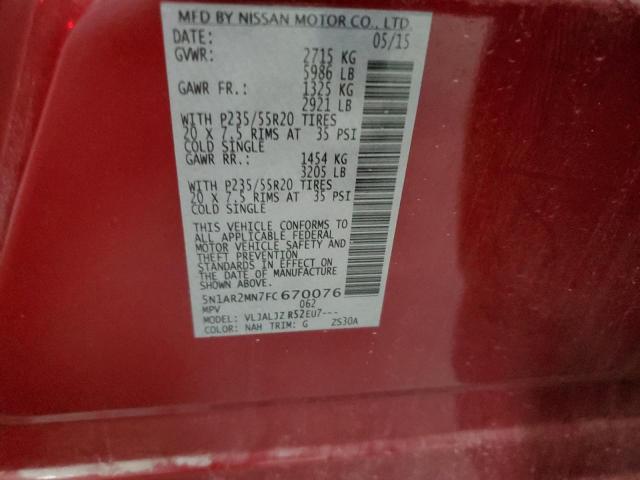 MFD BY NISSAN MOTOR CO., LTD.
DATE: 05/15
GVWR: 2715 KG
5986 LB
GAWR FR.: 1325 KG
2921 LB
WITH P235/55R20 TIRES
20 X 7.5 RIMS AT 35 PSI
COLD SINGLE
GAWR RR.: 1454 KG
3205 LB
WITH P235/55R20 TIRES
20 X 7.5 RIMS AT 35 PSI
COLD SINGLE
THIS VEHICLE CONFORMS TO
ALL APPLICABLE FEDERAL
MOTOR VEHICLE SAFETY AND
THEFT PREVENTION
STANDARDS IN EFFECT ON
THE DATE OF MANUFACTURE
SHOWN ABOVE.
5N1AR2MN7FC670076
MPV 062
MODEL: VLJALJZ R52EU7---
COLOR: NAH TRIM: G ZS30A